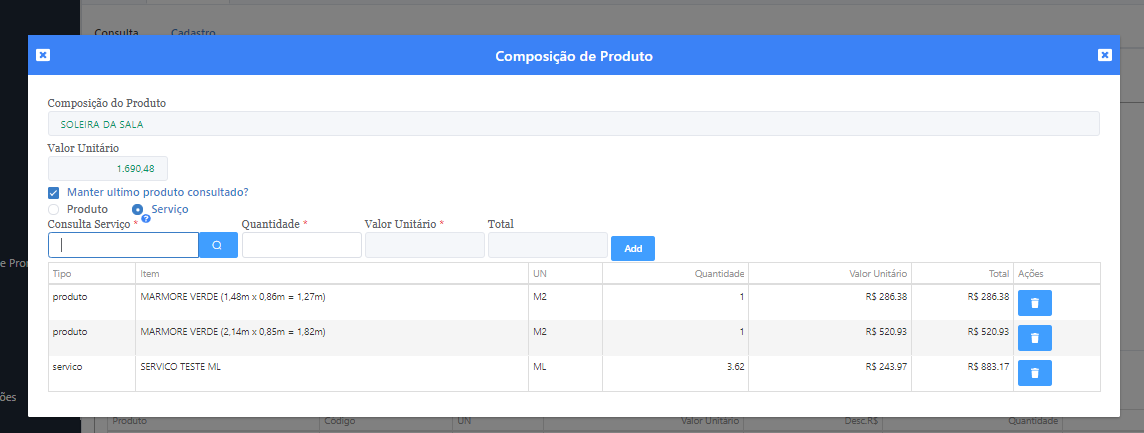 Consulta Cadastro
Composição de Produto
Composição do Produto
SOLEIRA DA SALA
Valor Unitário
1.690,48
Manter ultimo produto consultado?
Produto Serviço
Consulta Serviço * ? Quantidade * Valor Unitário * Total
Add
Tipo Item UN Quantidade Valor Unitário Total Ações
produto MARMORE VERDE (1,48m x 0,86m = 1,27m) M2 1 R$ 286.38 R$ 286.38
produto MARMORE VERDE (2,14m x 0,85m = 1,82m) M2 1 R$ 520.93 R$ 520.93
servico SERVICO TESTE ML ML 3.62 R$ 243.97 R$ 883.17
Produto Código UN Valor Unitário Desc.R$ Quantidade